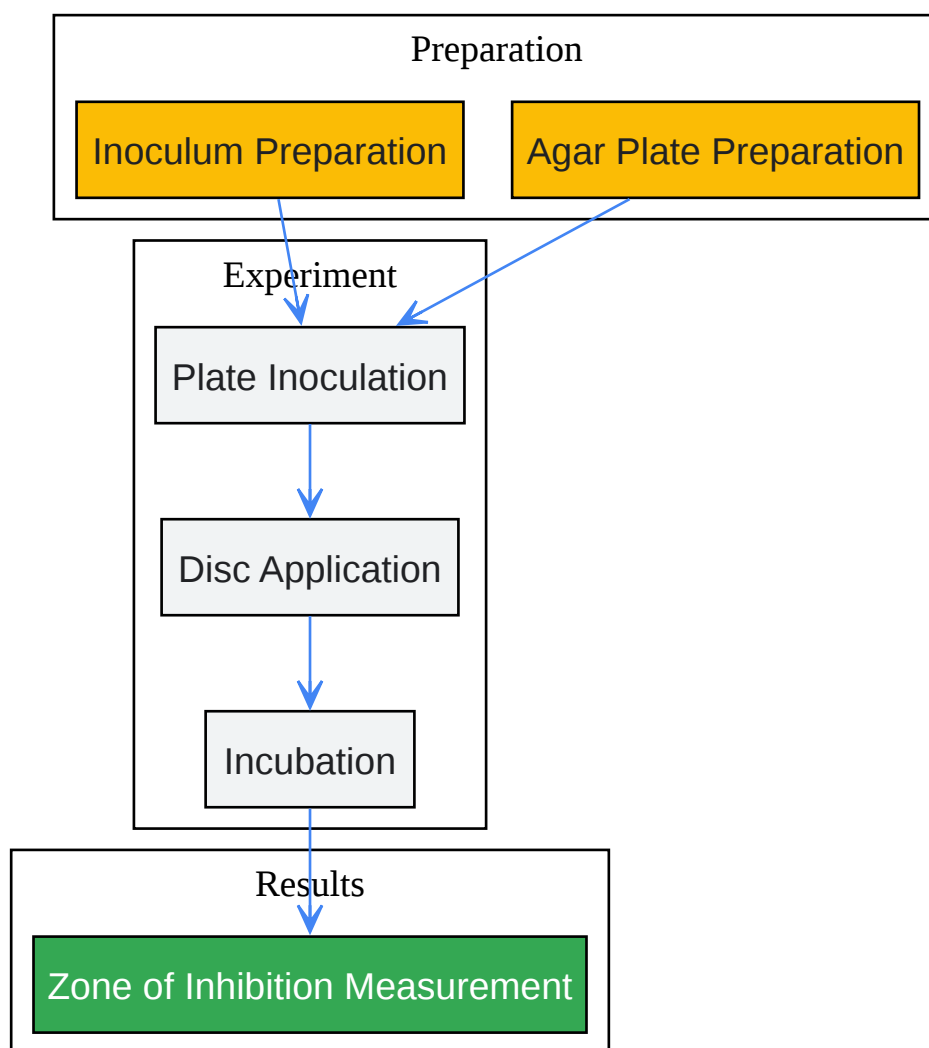 Preparation
Inoculum Preparation
Agar Plate Preparation
Experiment
Plate Inoculation
Disc Application
Incubation
Results
Zone of Inhibition Measurement